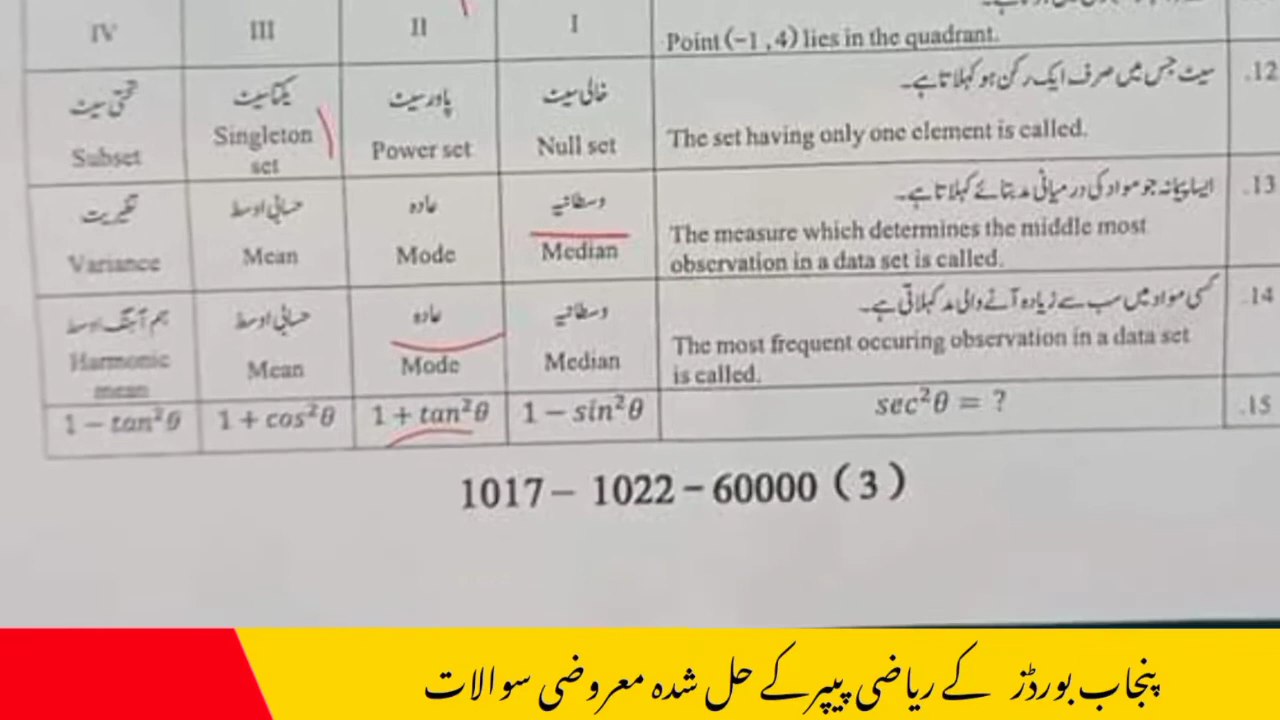 IV III II I
Point (−1 , 4) lies in the quadrant.
12. سیٹ جس میں صرف ایک رکن ہو کہلاتا ہے۔
خالی سیٹ پاور سیٹ یکتا سیٹ تحتی سیٹ
The set having only one element is called.
Subset Singleton set Power set Null set
13. ایسا پیمانہ جو مواد کی درمیانی مد بتائے کہلاتا ہے۔
وسطانیہ عادہ حسابی اوسط تغیریت
The measure which determines the middle most
observation in a data set is called.
Variance Mean Mode Median
14. کسی مواد میں سب سے زیادہ آنے والی مد کہلاتی ہے۔
وسطانیہ عادہ حسابی اوسط ہم آہنگ اوسط
The most frequent occuring observation in a data set
is called.
Harmonic mean Mean Mode Median
15. sec²θ = ?
1 − tan²θ 1 + cos²θ 1 + tan²θ 1 − sin²θ
1017 − 1022 − 60000 (3)
پنجاب بورڈز کے ریاضی پیپر کے حل شدہ معروضی سوالات